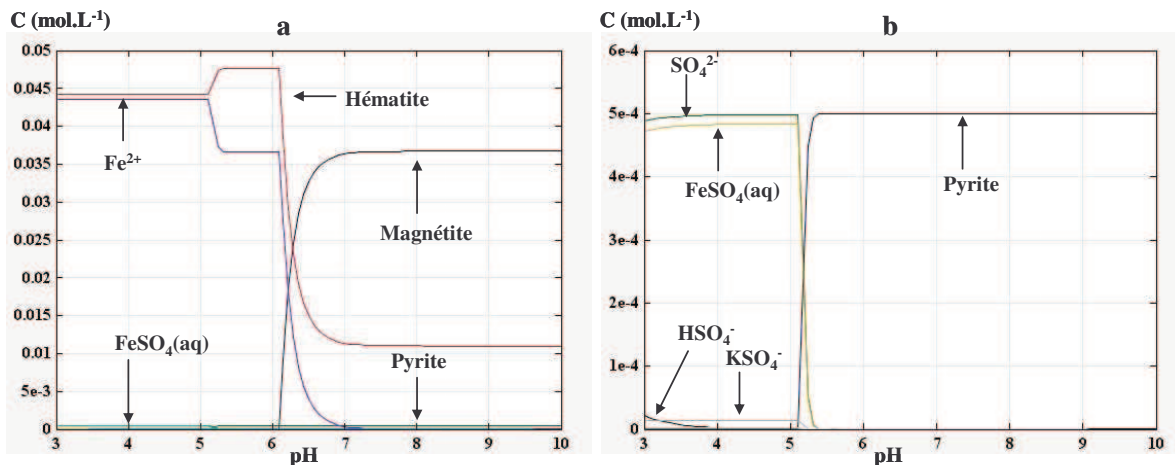 C (mol.L⁻¹)
a
0.05
0.045
0.04
0.035
0.03
0.025
0.02
0.015
0.01
5e-3
0
3 4 5 6 7 8 9 10
pH
Hématite
Fe²⁺
Magnétite
FeSO₄(aq)
Pyrite
C (mol.L⁻¹)
b
6e-4
5e-4
4e-4
3e-4
2e-4
1e-4
0
3 4 5 6 7 8 9 10
pH
SO₄²⁻
FeSO₄(aq)
Pyrite
HSO₄⁻
KSO₄⁻